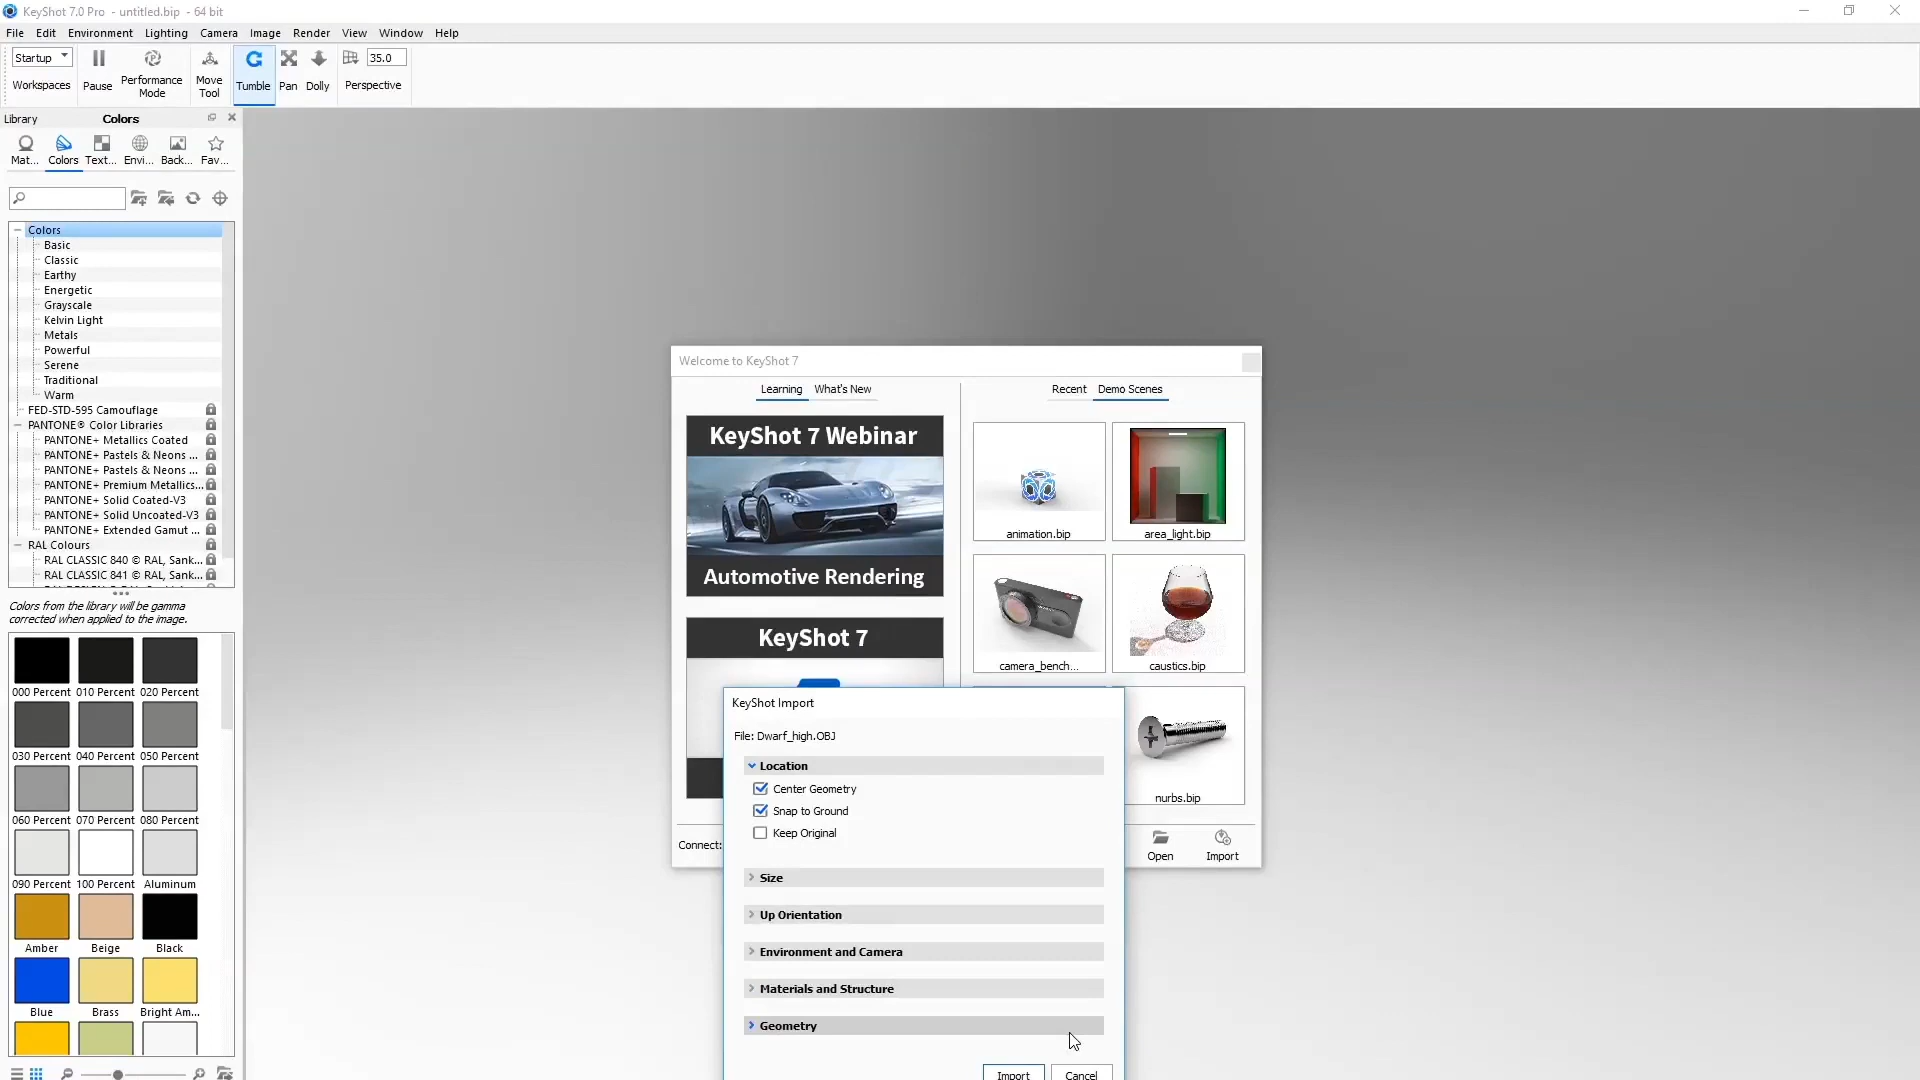 KeyShot 7.0 Pro - untitled.bip - 64 bit
File Edit Environment Lighting Camera Image Render View Window Help
Startup
35.0
Workspaces
Pause
Performance Mode
Move Tool
Tumble
Pan
Dolly
Perspective
Library
Colors
Mat... Colors Text... Envi... Back... Fav...
Colors
Basic
Classic
Earthy
Energetic
Grayscale
Kelvin Light
Metals
Powerful
Serene
Traditional
Warm
FED-STD-595 Camouflage
PANTONE® Color Libraries
PANTONE+ Metallics Coated
PANTONE+ Pastels & Neons ...
PANTONE+ Pastels & Neons ...
PANTONE+ Premium Metallics...
PANTONE+ Solid Coated-V3
PANTONE+ Solid Uncoated-V3
PANTONE+ Extended Gamut ...
RAL Colours
RAL CLASSIC 840 © RAL, Sank...
RAL CLASSIC 841 © RAL, Sank...
Colors from the library will be gamma
corrected when applied to the image.
000 Percent 010 Percent 020 Percent
030 Percent 040 Percent 050 Percent
060 Percent 070 Percent 080 Percent
090 Percent 100 Percent Aluminum
Amber Beige Black
Blue Brass Bright Am...
Welcome to KeyShot 7
Learning What's New
Recent Demo Scenes
KeyShot 7 Webinar
Automotive Rendering
KeyShot 7
animation.bip
area_light.bip
camera_bench...
caustics.bip
nurbs.bip
Connect:
Open
Import
KeyShot Import
File: Dwarf_high.OBJ
Location
Center Geometry
Snap to Ground
Keep Original
Size
Up Orientation
Environment and Camera
Materials and Structure
Geometry
Import
Cancel